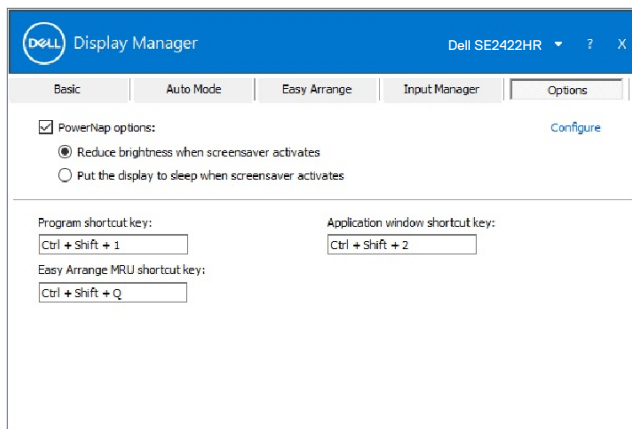 DELL Display Manager
Dell SE2422HR ? X
Basic Auto Mode Easy Arrange Input Manager Options
PowerNap options: Configure
Reduce brightness when screensaver activates
Put the display to sleep when screensaver activates
Program shortcut key: Application window shortcut key:
Ctrl + Shift + 1 Ctrl + Shift + 2
Easy Arrange MRU shortcut key:
Ctrl + Shift + Q